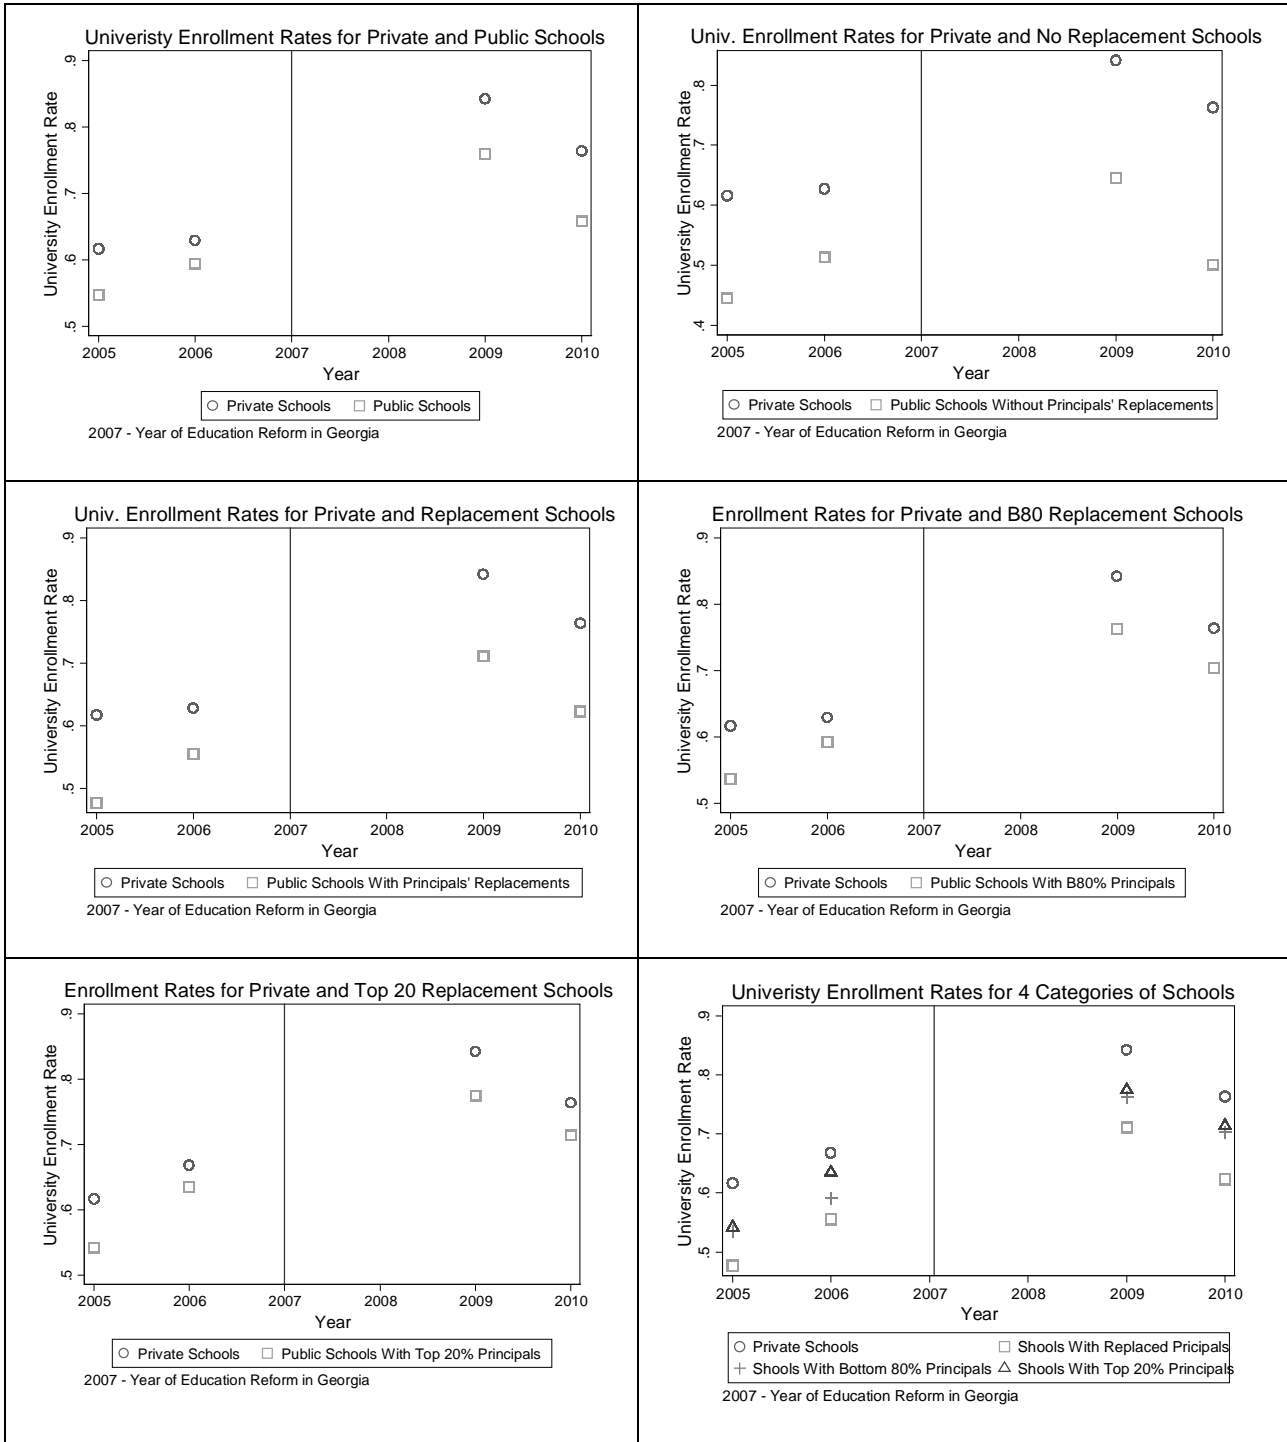 Univeristy Enrollment Rates for Private and Public Schools
University Enrollment Rate
.9
.8
.7
.6
.5
2005 2006 2007 2008 2009 2010
Year
Private Schools Public Schools
2007 - Year of Education Reform in Georgia
Univ. Enrollment Rates for Private and No Replacement Schools
University Enrollment Rate
.8
.7
.6
.5
.4
2005 2006 2007 2008 2009 2010
Year
Private Schools Public Schools Without Principals' Replacements
2007 - Year of Education Reform in Georgia
Univ. Enrollment Rates for Private and Replacement Schools
University Enrollment Rate
.9
.8
.7
.6
.5
2005 2006 2007 2008 2009 2010
Year
Private Schools Public Schools With Principals' Replacements
2007 - Year of Education Reform in Georgia
Enrollment Rates for Private and B80 Replacement Schools
University Enrollment Rate
.9
.8
.7
.6
.5
2005 2006 2007 2008 2009 2010
Year
Private Schools Public Schools With B80% Principals
2007 - Year of Education Reform in Georgia
Enrollment Rates for Private and Top 20 Replacement Schools
University Enrollment Rate
.9
.8
.7
.6
.5
2005 2006 2007 2008 2009 2010
Year
Private Schools Public Schools With Top 20% Principals
2007 - Year of Education Reform in Georgia
Univeristy Enrollment Rates for 4 Categories of Schools
University Enrollment Rate
.9
.8
.7
.6
.5
2005 2006 2007 2008 2009 2010
Year
Private Schools Shools With Replaced Pricipals
Shools With Bottom 80% Principals Shools With Top 20% Principals
2007 - Year of Education Reform in Georgia